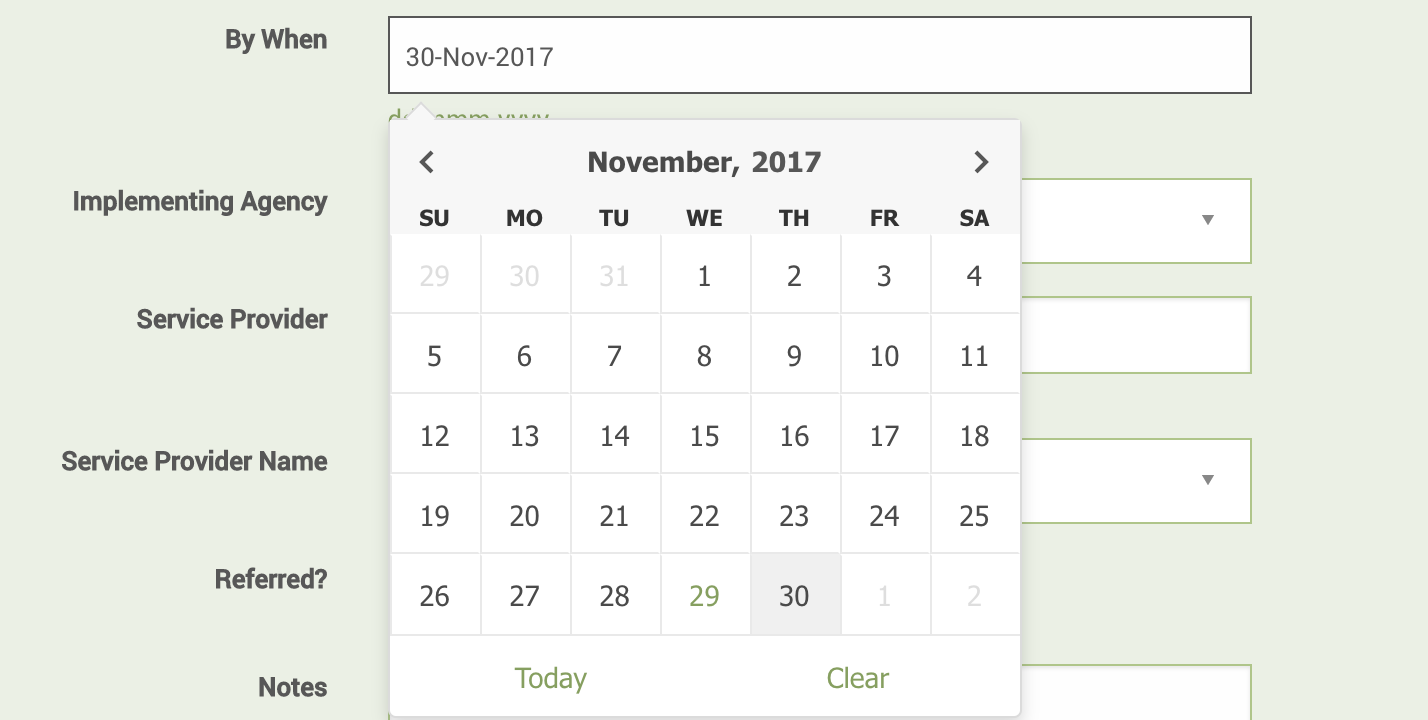 By When
30-Nov-2017
November, 2017
SU MO TU WE TH FR SA
29 30 31 1 2 3 4
5 6 7 8 9 10 11
12 13 14 15 16 17 18
19 20 21 22 23 24 25
26 27 28 29 30 1 2
Today Clear
Implementing Agency
Service Provider
Service Provider Name
Referred?
Notes